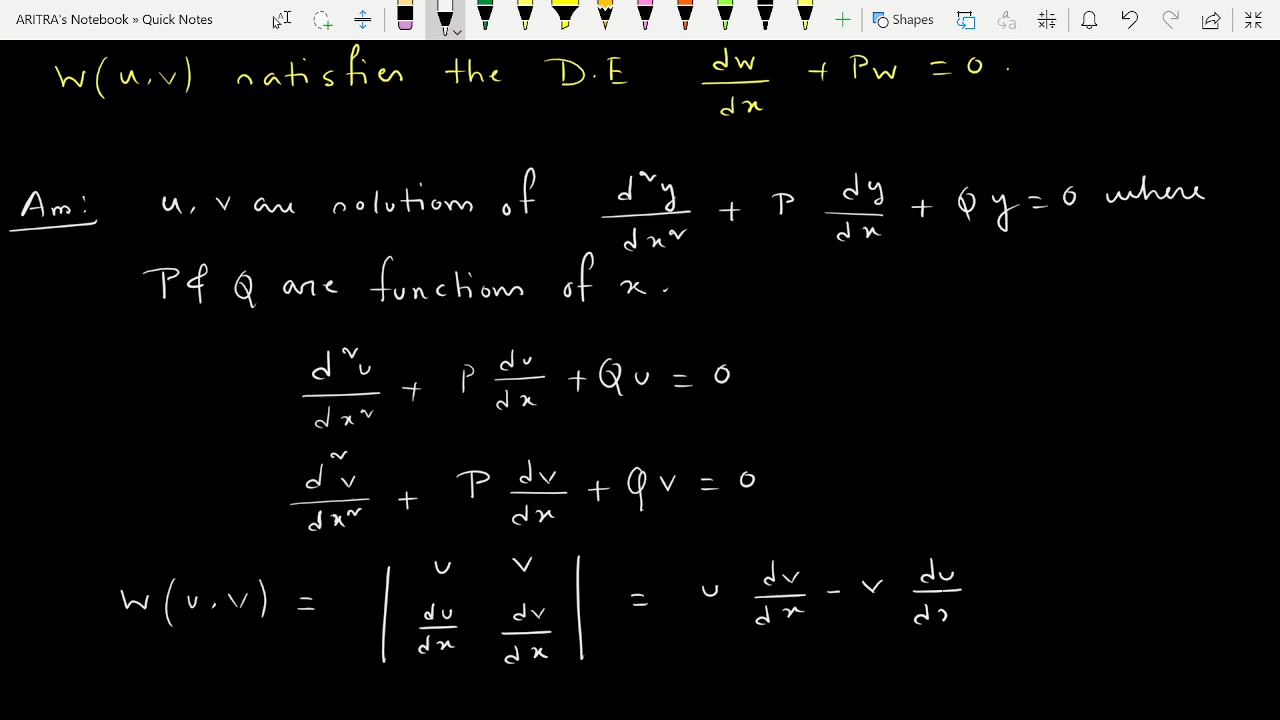 ARITRA's Notebook » Quick Notes Shapes
W(u,v) satisfies the D.E dw/dx + Pw = 0.
Ans: u, v are solutions of d²y/dx² + P dy/dx + Qy = 0 where
P & Q are functions of x.
d²u/dx² + P du/dx + Qu = 0
d²v/dx² + P dv/dx + Qv = 0
W(u,v) = | u v ; du/dx dv/dx | = u dv/dx - v du/dx